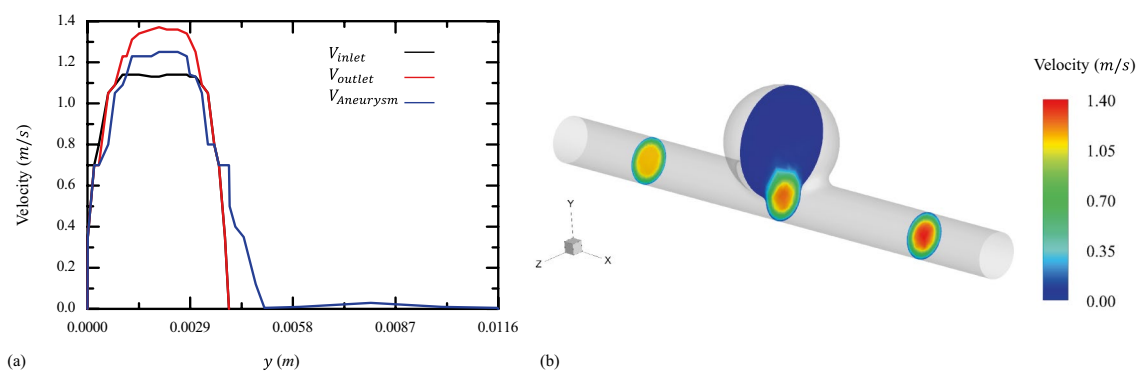 1.4
1.2
1.0
0.8
0.6
0.4
0.2
0.0
Velocity (m/s)
V_inlet
V_outlet
V_Aneurysm
0.0000 0.0029 0.0058 0.0087 0.0116
(a)
y (m)
Y
Z
X
(b)
Velocity (m/s)
1.40
1.05
0.70
0.35
0.00